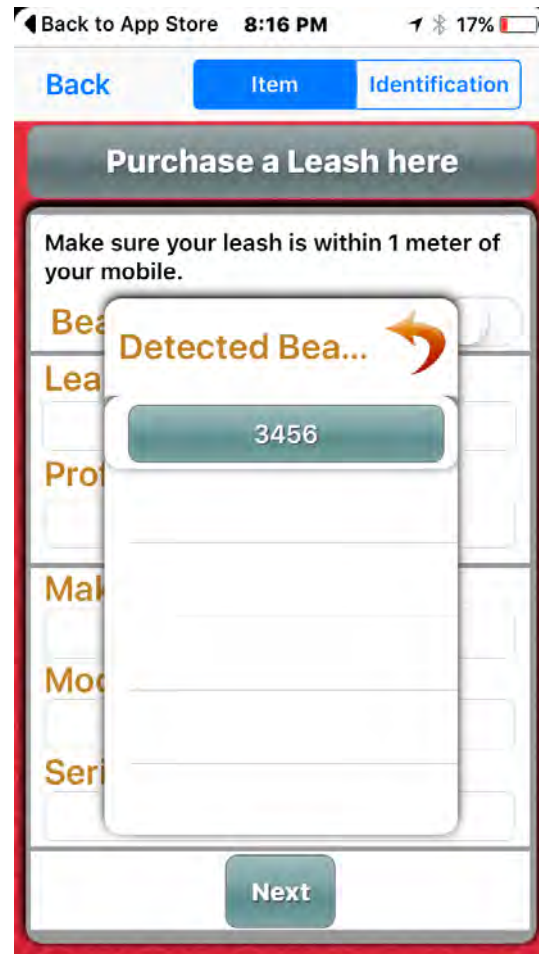 Back to App Store 8:16 PM 17%
Back Item Identification
Purchase a Leash here
Make sure your leash is within 1 meter of
your mobile.
Bea
Detected Bea...
Lea
3456
Prof
Mak
Mod
Seri
Next